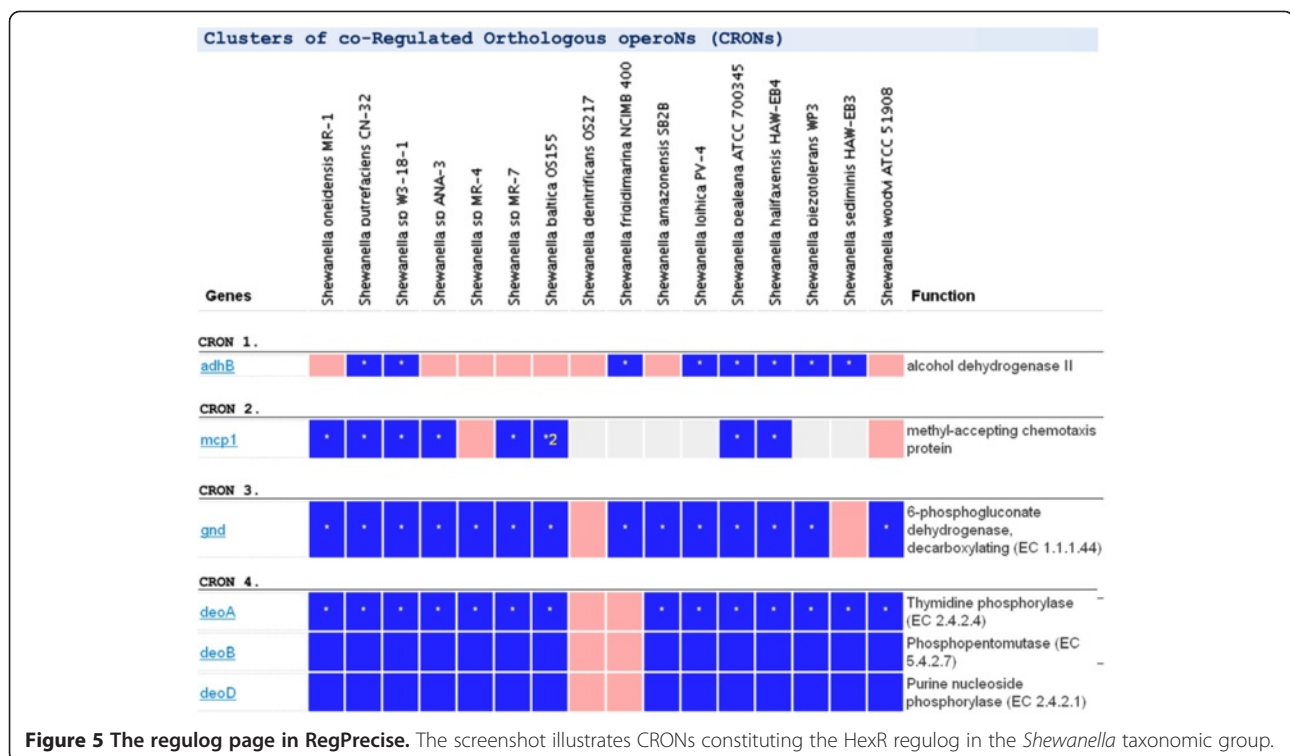 Clusters of co-Regulated Orthologous operoNs (CRONs)
Shewanella oneidensis MR-1
Shewanella putrefaciens CN-32
Shewanella sp W3-18-1
Shewanella sp ANA-3
Shewanella sp MR-4
Shewanella sp MR-7
Shewanella baltica OS155
Shewanella denitrificans OS217
Shewanella frigidimarina NCIMB 400
Shewanella amazonensis SB2B
Shewanella loihica PV-4
Shewanella pealeana ATCC 700345
Shewanella halifaxensis HAW-EB4
Shewanella piezotolerans WP3
Shewanella sediminis HAW-EB3
Shewanella woodyi ATCC 51908
Genes Function
CRON 1.
adhB * * * * * * * * alcohol dehydrogenase II
CRON 2.
mcp1 * * * * * *2 * * methyl-accepting chemotaxis
protein
CRON 3.
gnd * * * * * * * * * * * * * * 6-phosphogluconate
dehydrogenase,
decarboxylating (EC 1.1.1.44)
CRON 4.
deoA * * * * * * * * * * * * * * Thymidine phosphorylase
(EC 2.4.2.4)
deoB Phosphopentomutase (EC
5.4.2.7)
deoD Purine nucleoside
phosphorylase (EC 2.4.2.1)
Figure 5 The regulog page in RegPrecise. The screenshot illustrates CRONs constituting the HexR regulog in the Shewanella taxonomic group.